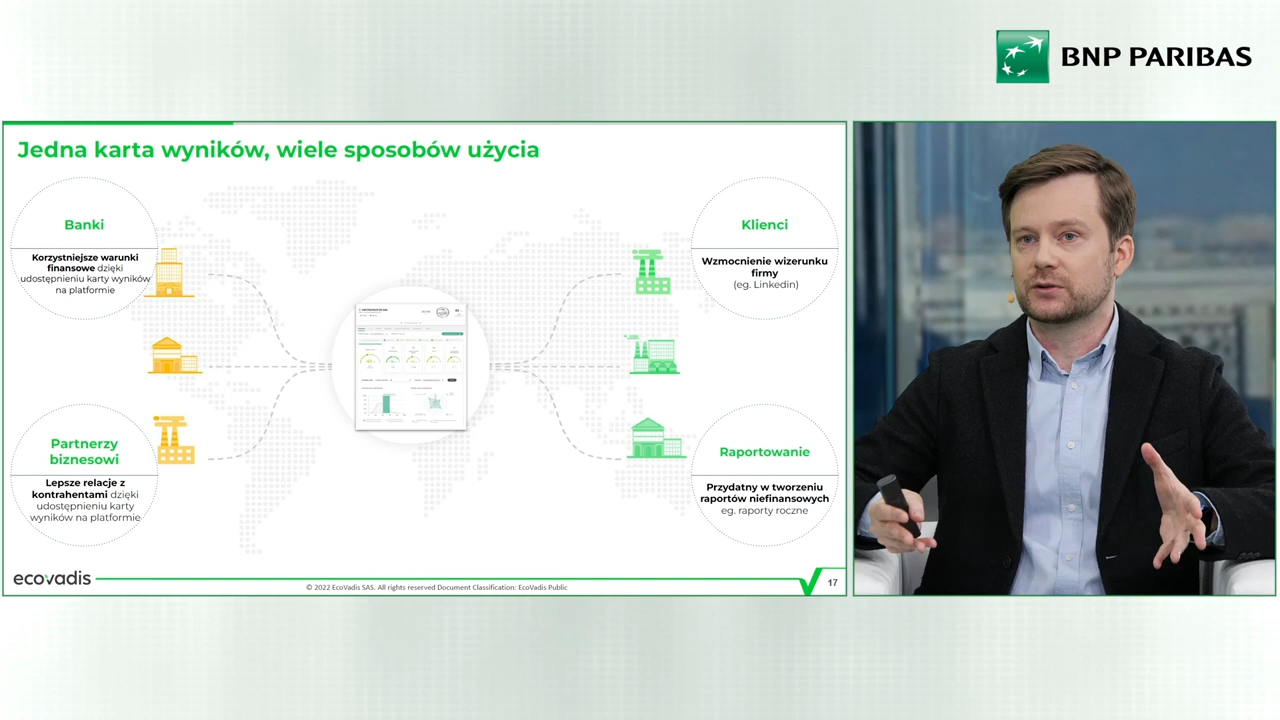 BNP PARIBAS
Jedna karta wyników, wiele sposobów użycia
Banki
Korzystniejsze warunki
finansowe dzięki
udostępnieniu karty wyników
na platformie
Partnerzy
biznesowi
Lepsze relacje z
kontrahentami dzięki
udostępnieniu karty
wyników na platformie
Klienci
Wzmocnienie wizerunku
firmy
(eg. Linkedin)
Raportowanie
Przydatny w tworzeniu
raportów niefinansowych
eg. raporty roczne
ecovadis
© 2022 EcoVadis SAS. All rights reserved Document Classification: EcoVadis Public
17